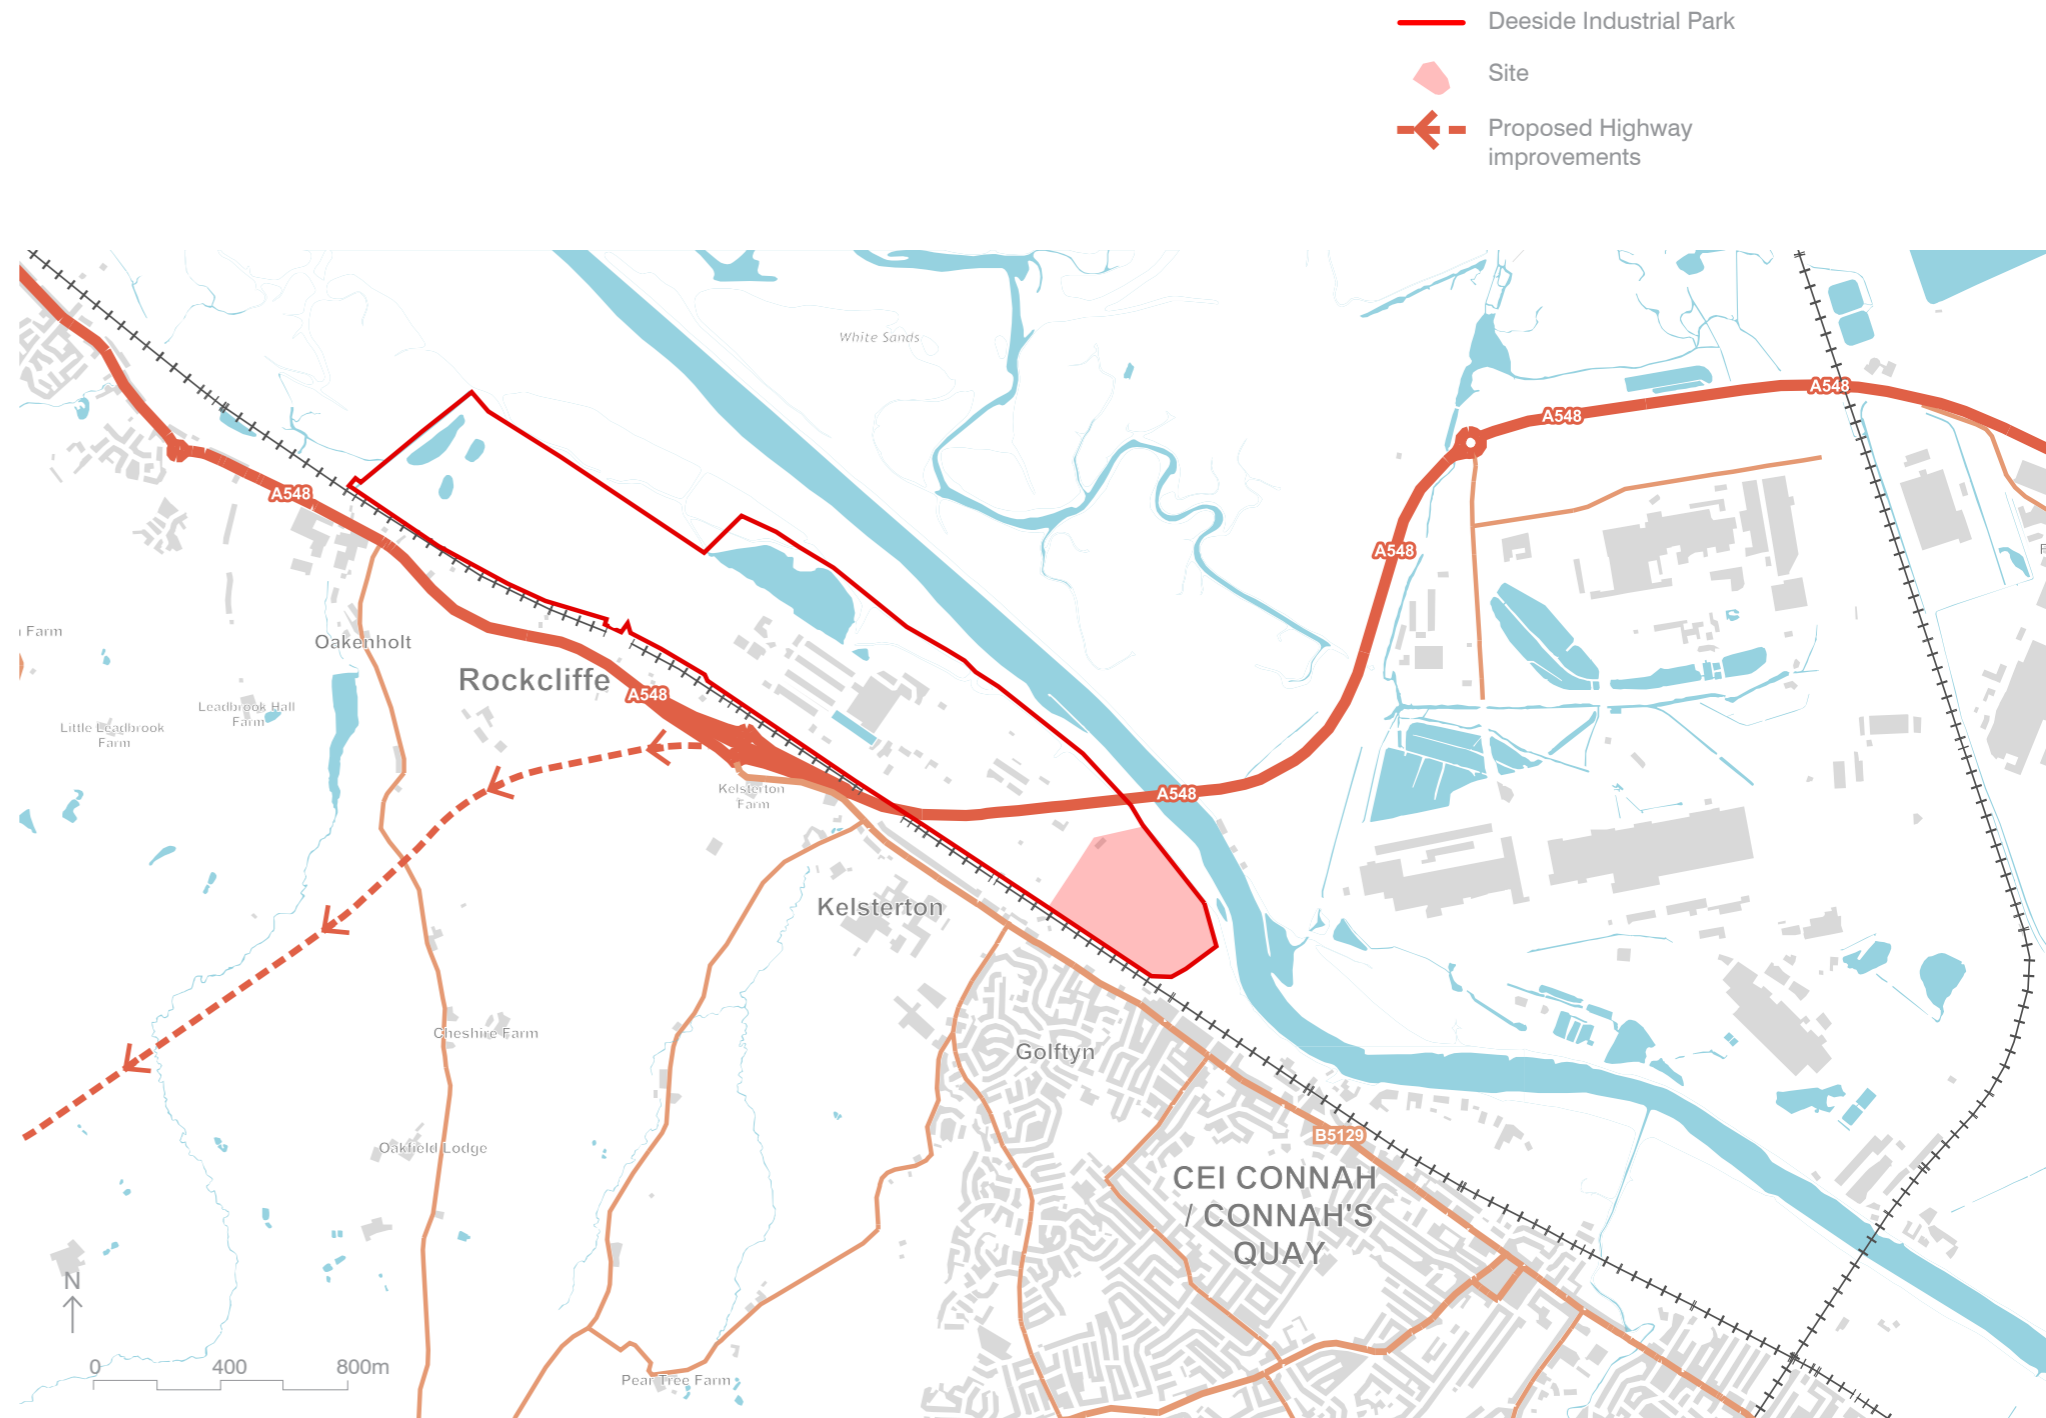 Deeside Industrial Park
Site
Proposed Highway
improvements
White Sands
A548
A548
A548
A548
A548
Farm
Oakenholt
Rockcliffe
A548
Leadbrook Hall
Farm
Little Leadbrook
Farm
Kelsterton
Farm
A548
Kelsterton
Cheshire Farm
Golftyn
Oakfield Lodge
B5129
CEI CONNAH
/ CONNAH'S
QUAY
N
0 400 800m
Pear Tree Farm